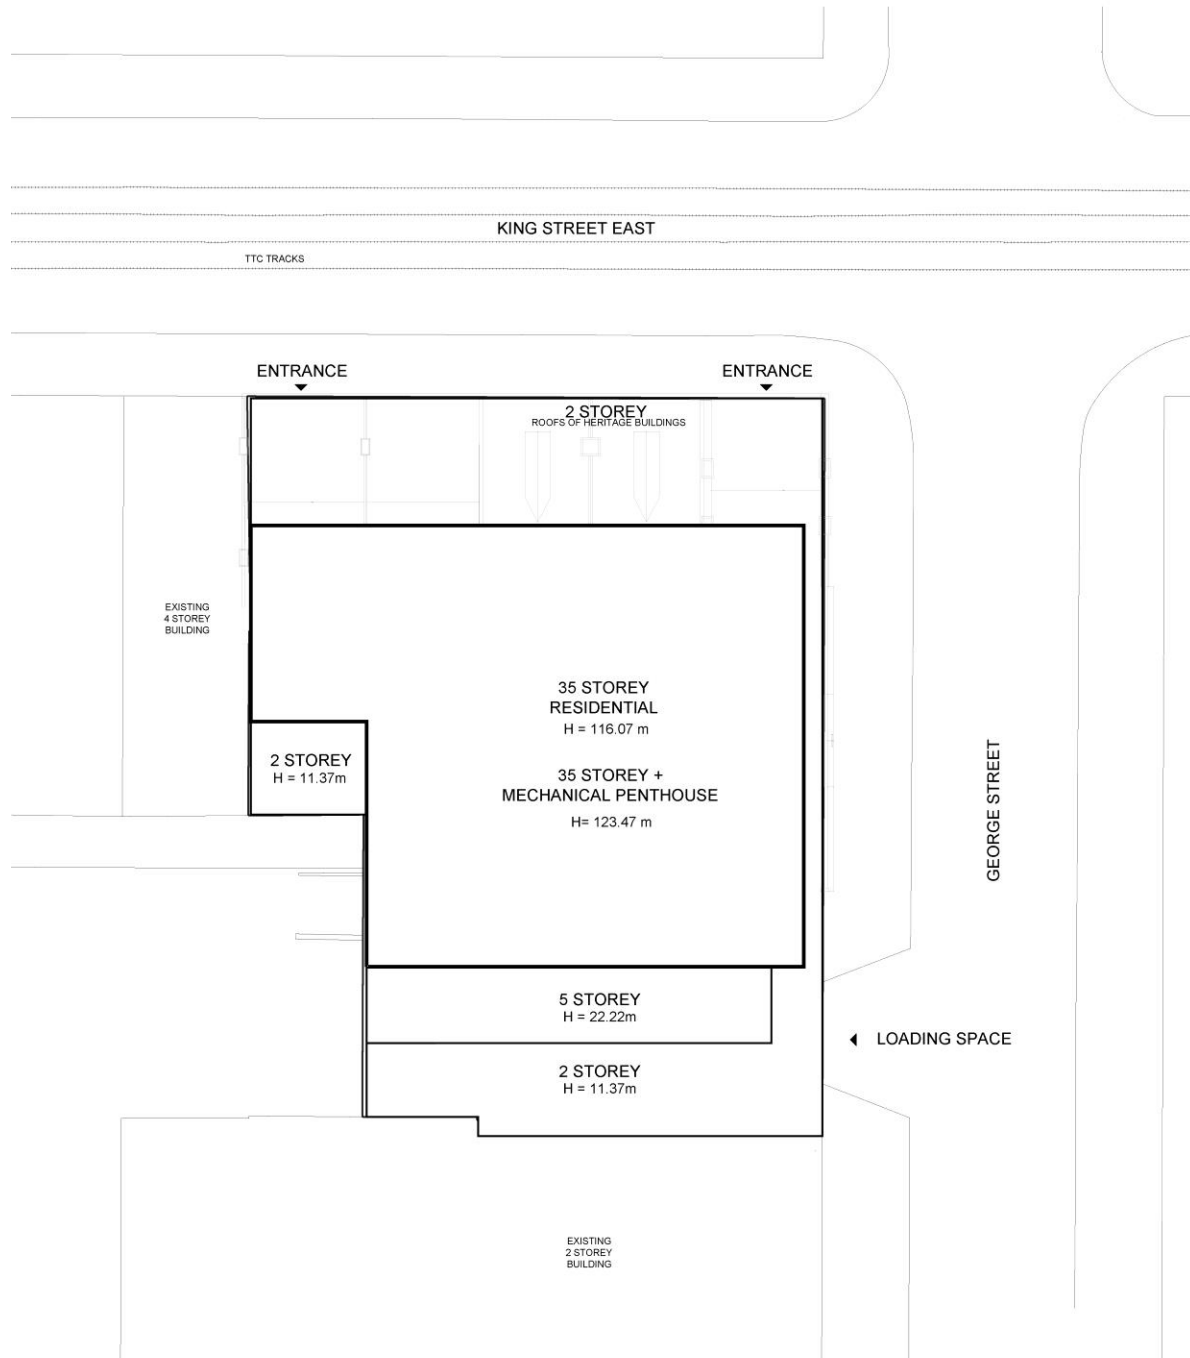 KING STREET EAST
TTC TRACKS
ENTRANCE
ENTRANCE
2 STOREY
ROOFS OF HERITAGE BUILDINGS
EXISTING
4 STOREY
BUILDING
35 STOREY
RESIDENTIAL
H = 116.07 m
2 STOREY
H = 11.37m
35 STOREY +
MECHANICAL PENTHOUSE
H= 123.47 m
GEORGE STREET
5 STOREY
H = 22.22m
LOADING SPACE
2 STOREY
H = 11.37m
EXISTING
2 STOREY
BUILDING